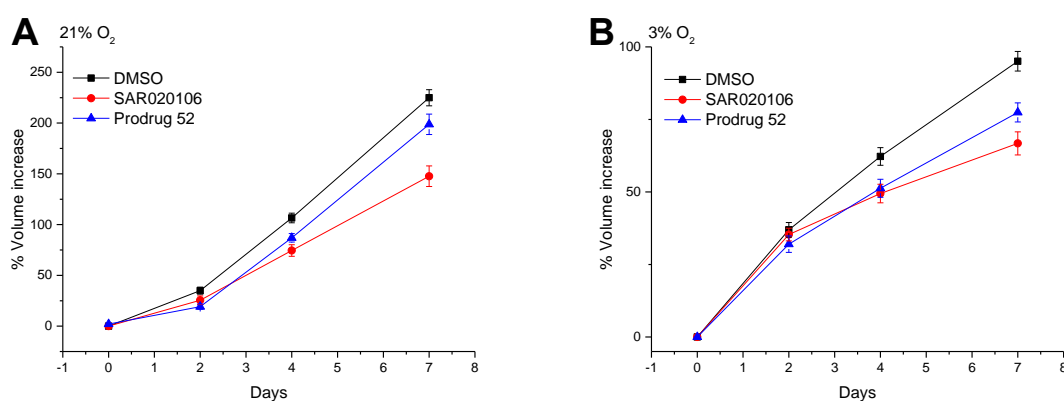 A
21% O2
DMSO
SAR020106
Prodrug 52
250
200
150
100
50
0
-1 0 1 2 3 4 5 6 7 8
% Volume increase
Days
B
3% O2
DMSO
SAR020106
Prodrug 52
100
50
0
-1 0 1 2 3 4 5 6 7 8
% Volume increase
Days